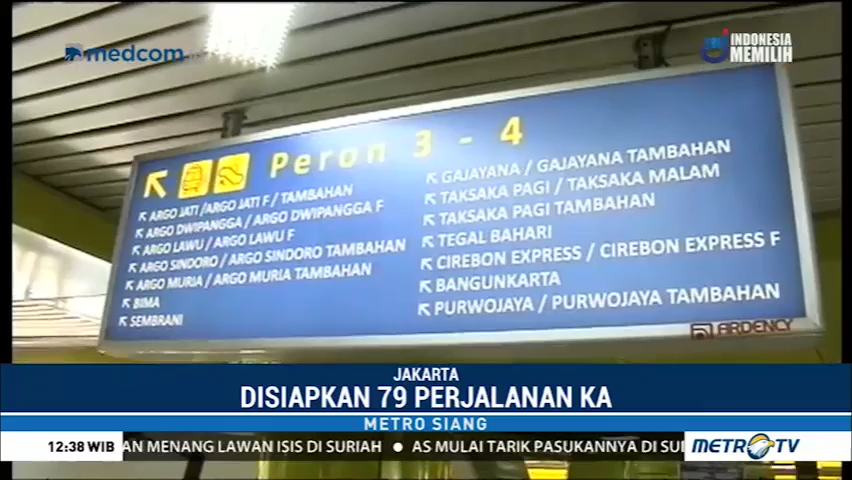 medcom
INDONESIA
MEMILIH
Peron 3 - 4
ARGO JATI /ARGO JATI F / TAMBAHAN
ARGO DWIPANGGA / ARGO DWIPANGGA F
ARGO LAWU / ARGO LAWU F
ARGO SINDORO / ARGO SINDORO TAMBAHAN
ARGO MURIA / ARGO MURIA TAMBAHAN
BIMA
SEMBRANI
GAJAYANA / GAJAYANA TAMBAHAN
TAKSAKA PAGI / TAKSAKA MALAM
TAKSAKA PAGI TAMBAHAN
TEGAL BAHARI
CIREBON EXPRESS / CIREBON EXPRESS F
BANGUNKARTA
PURWOJAYA / PURWOJAYA TAMBAHAN
ARDENCY
JAKARTA
DISIAPKAN 79 PERJALANAN KA
METRO SIANG
12:38 WIB AN MENANG LAWAN ISIS DI SURIAH ● AS MULAI TARIK PASUKANNYA DI SU METRO TV